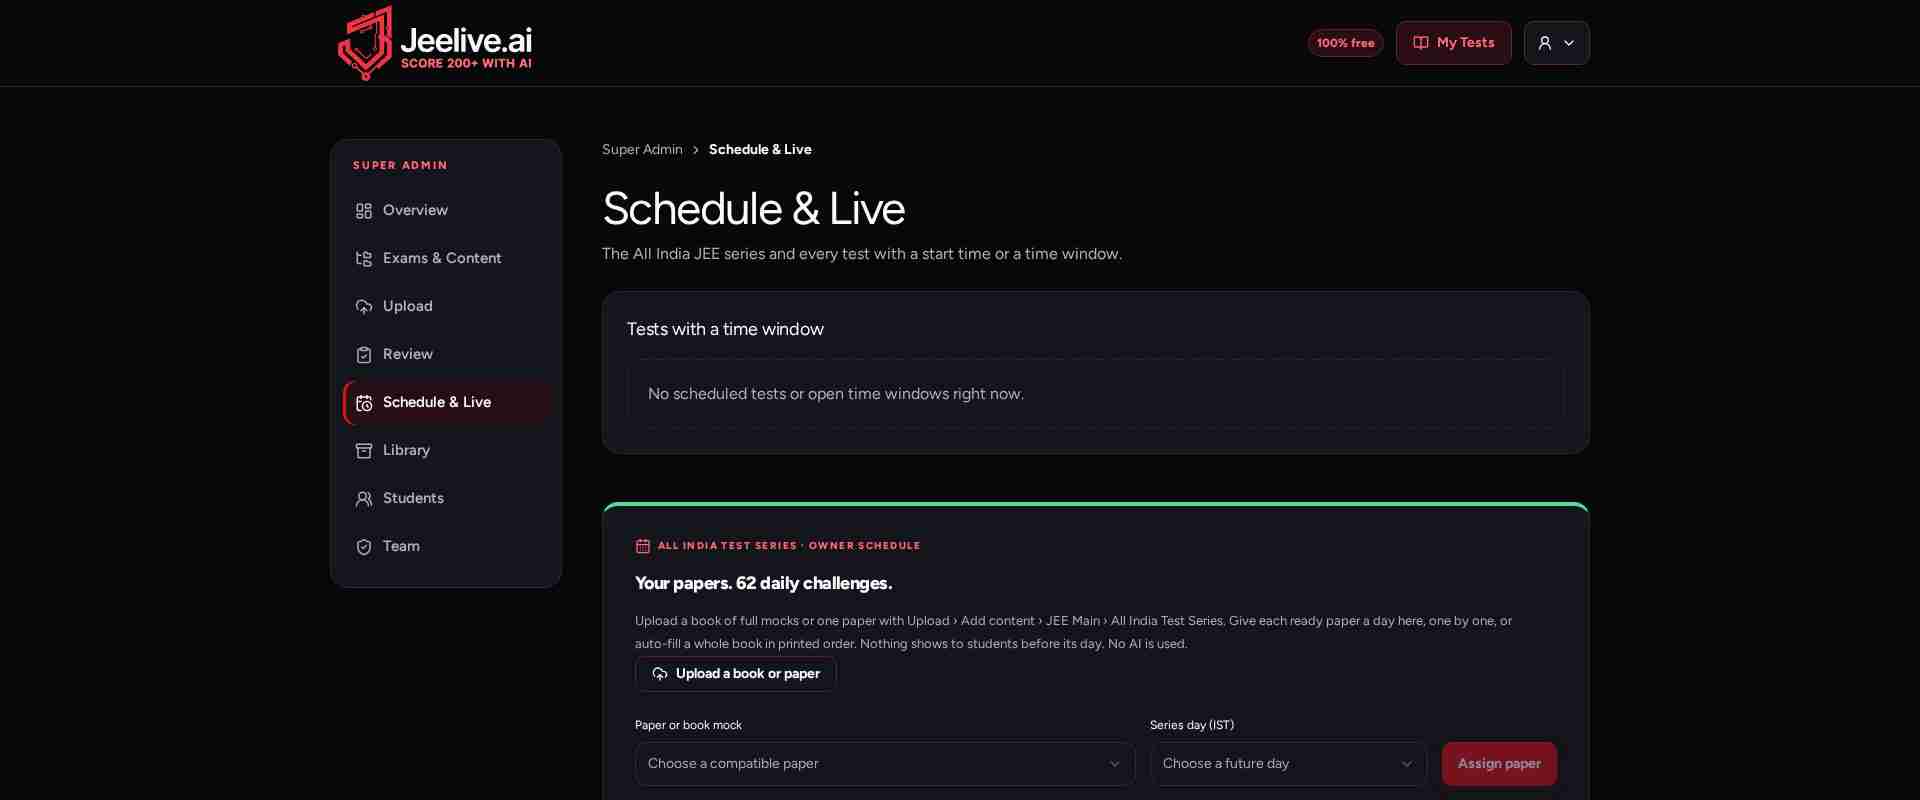 Jeelive.ai
SCORE 200+ WITH AI
100% free
My Tests
SUPER ADMIN
Overview
Exams & Content
Upload
Review
Schedule & Live
Library
Students
Team
Super Admin > Schedule & Live
Schedule & Live
The All India JEE series and every test with a start time or a time window.
Tests with a time window
No scheduled tests or open time windows right now.
ALL INDIA TEST SERIES · OWNER SCHEDULE
Your papers. 62 daily challenges.
Upload a book of full mocks or one paper with Upload › Add content › JEE Main › All India Test Series. Give each ready paper a day here, one by one, or
auto-fill a whole book in printed order. Nothing shows to students before its day. No AI is used.
Upload a book or paper
Paper or book mock
Series day (IST)
Choose a compatible paper
Choose a future day
Assign paper